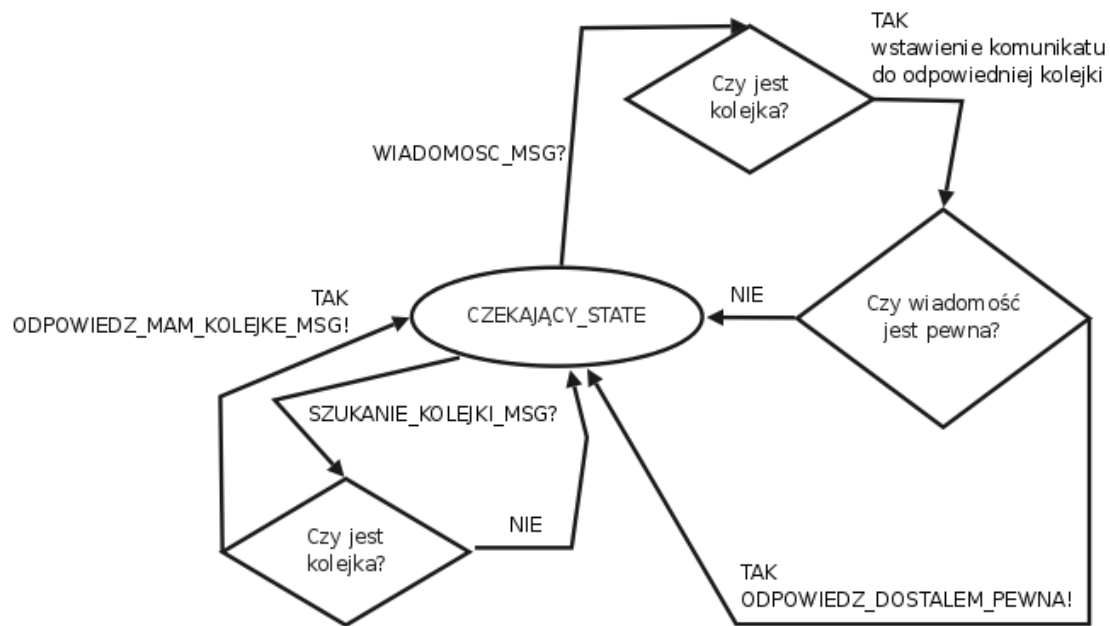 TAK
wstawienie komunikatu
do odpowiedniej kolejki
Czy jest
kolejka?
WIADOMOSC_MSG?
TAK
ODPOWIEDZ_MAM_KOLEJKE_MSG!
CZEKAJĄCY_STATE
NIE
Czy wiadomość
jest pewna?
SZUKANIE_KOLEJKI_MSG?
Czy jest
kolejka?
NIE
TAK
ODPOWIEDZ_DOSTALEM_PEWNA!